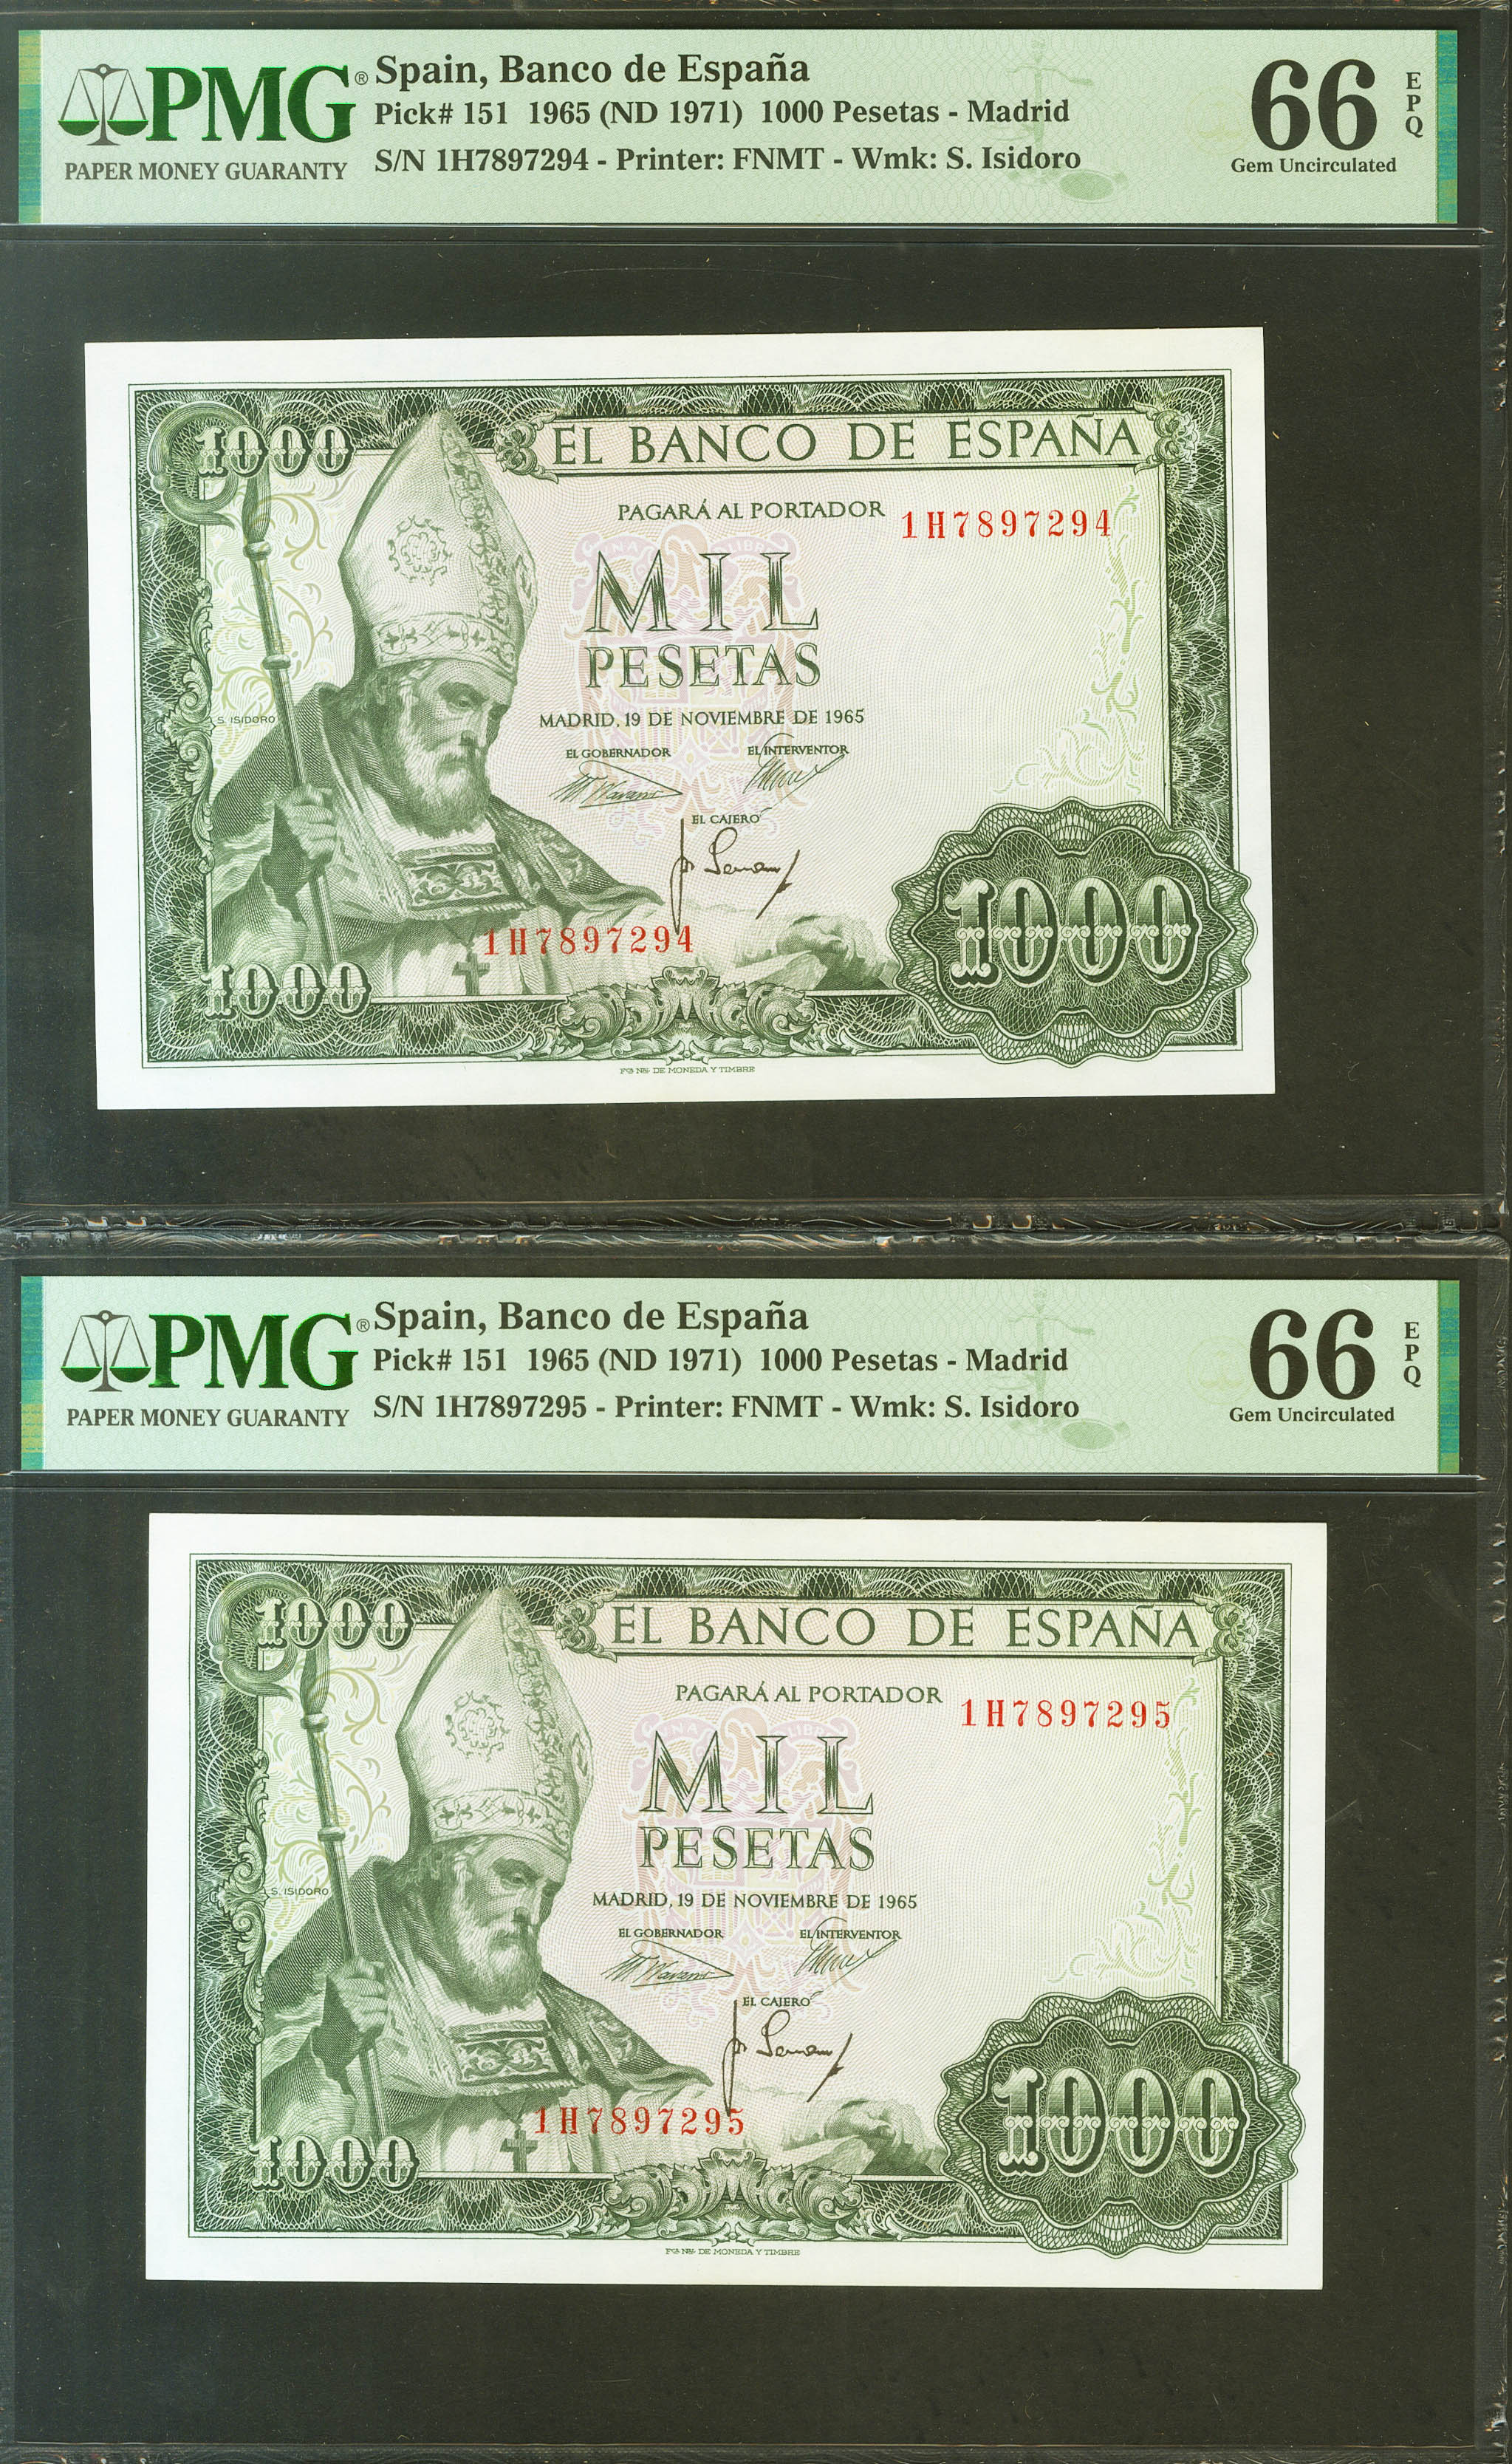 PMG®
PAPER MONEY GUARANTY
Spain, Banco de España
Pick# 151 1965 (ND 1971) 1000 Pesetas - Madrid
S/N 1H7897294 - Printer: FNMT - Wmk: S. Isidoro
66 EPQ
Gem Uncirculated
1000
EL BANCO DE ESPAÑA
PAGARÁ AL PORTADOR
1H7897294
MIL
PESETAS
S. ISIDORO
MADRID, 19 DE NOVIEMBRE DE 1965
EL GOBERNADOR EL INTERVENTOR
EL CAJERO
1H7897294
1000
1000
DE MONEDA Y TIMBRE
PMG®
PAPER MONEY GUARANTY
Spain, Banco de España
Pick# 151 1965 (ND 1971) 1000 Pesetas - Madrid
S/N 1H7897295 - Printer: FNMT - Wmk: S. Isidoro
66 EPQ
Gem Uncirculated
1000
EL BANCO DE ESPAÑA
PAGARÁ AL PORTADOR
1H7897295
MIL
PESETAS
S. ISIDORO
MADRID, 19 DE NOVIEMBRE DE 1965
EL GOBERNADOR EL INTERVENTOR
EL CAJERO
1H7897295
1000
1000
DE MONEDA Y TIMBRE